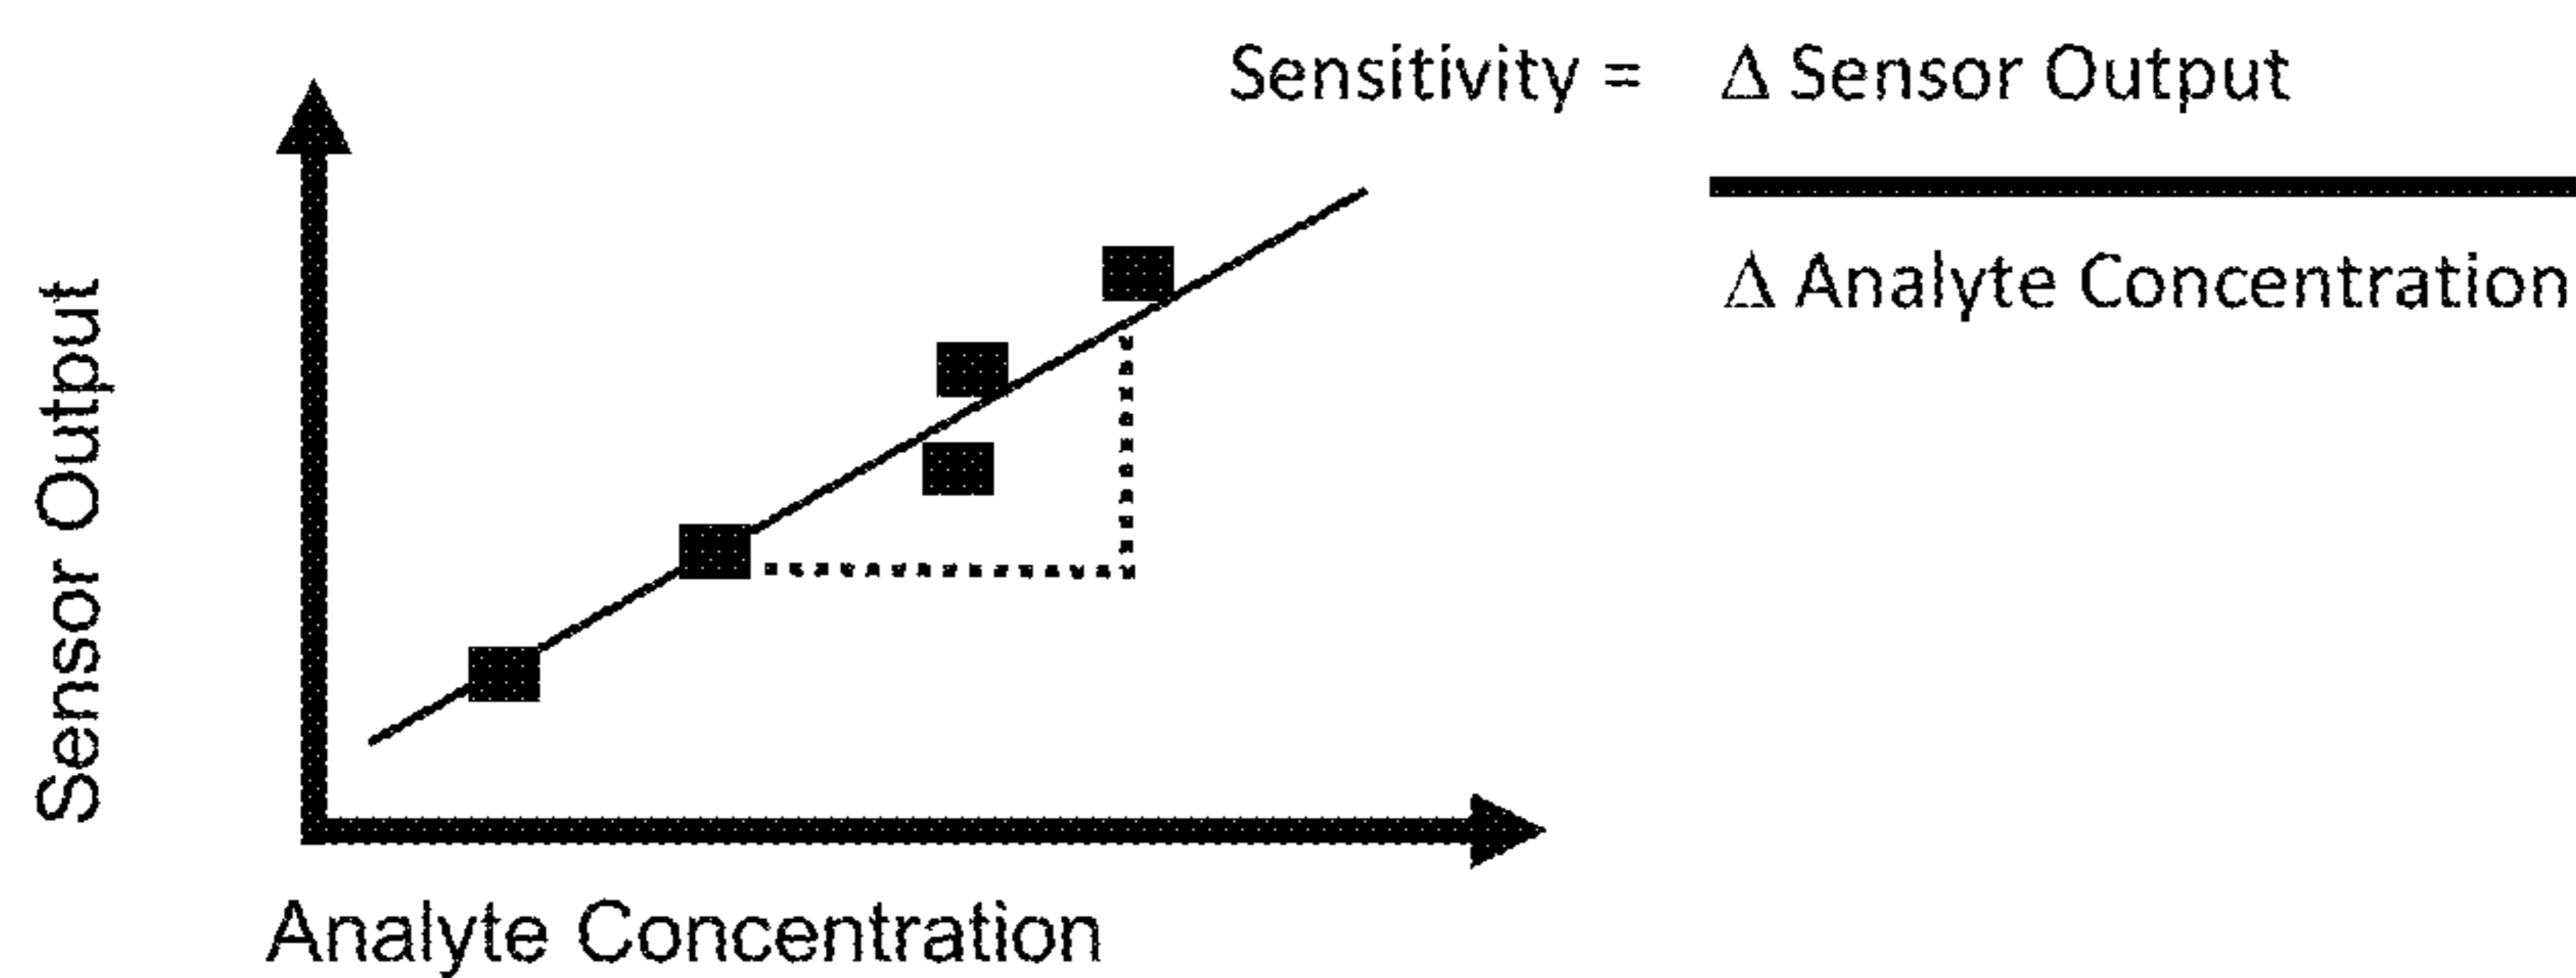 Sensitivity = Δ Sensor Output
Δ Analyte Concentration
Sensor Output
Analyte Concentration